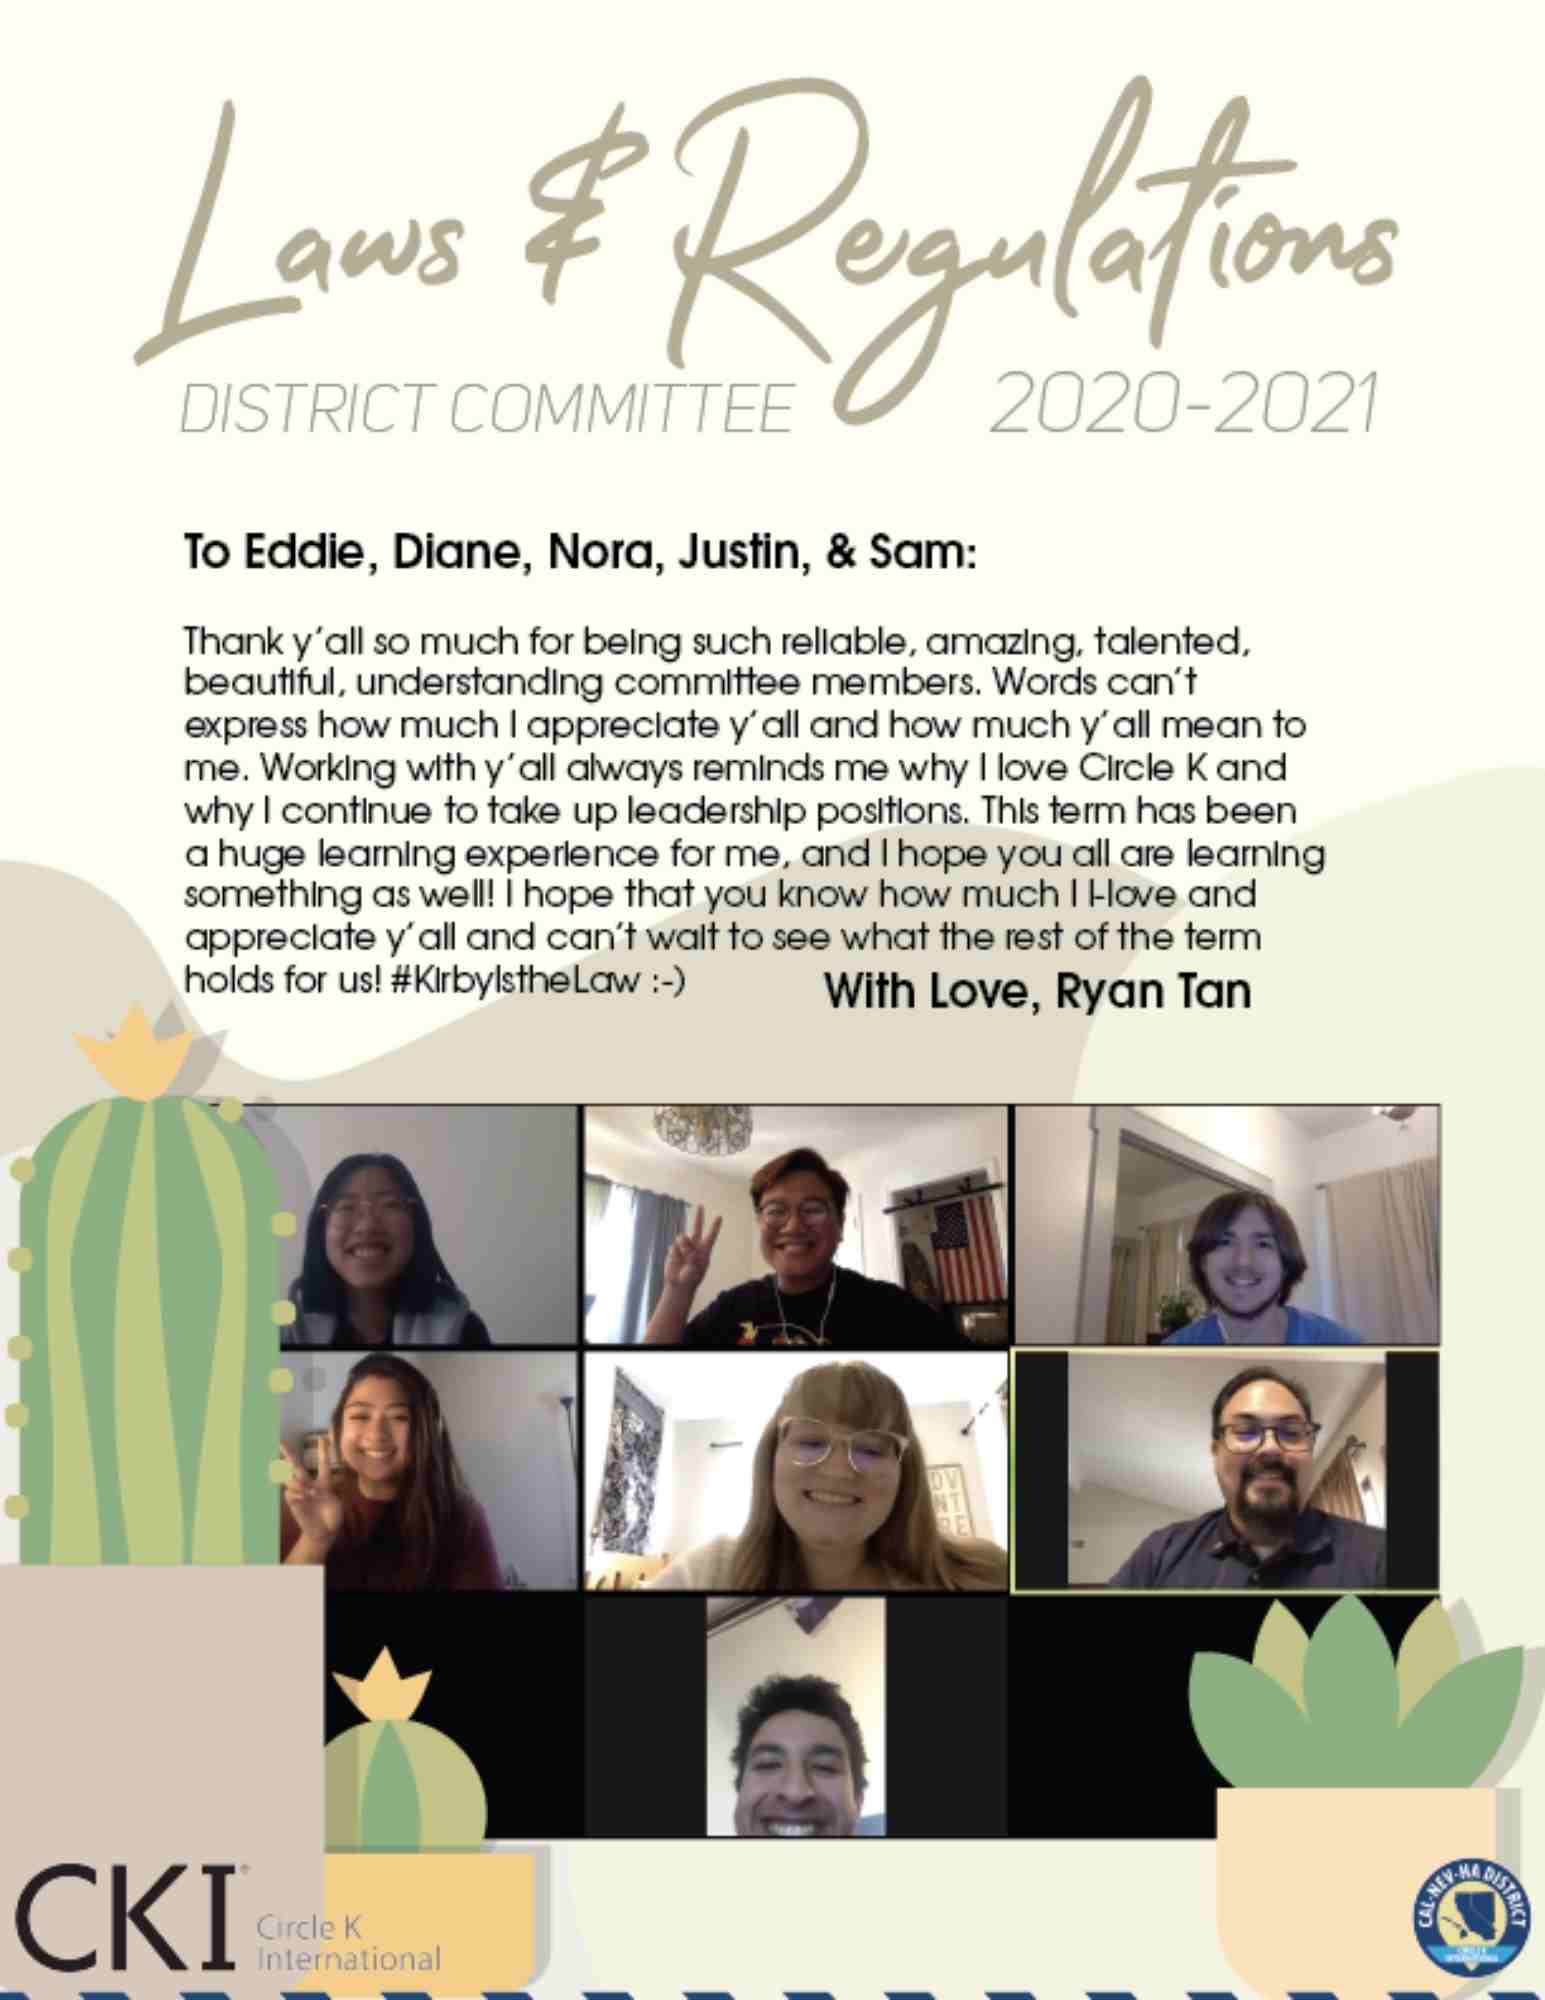 Laws & Regulations
DISTRICT COMMITTEE 2020-2021
To Eddie, Diane, Nora, Justin, & Sam:
Thank y'all so much for being such reliable, amazing, talented,
beautiful, understanding committee members. Words can't
express how much I appreciate y'all and how much y'all mean to
me. Working with y'all always reminds me why I love Circle K and
why I continue to take up leadership positions. This term has been
a huge learning experience for me, and I hope you all are learning
something as well! I hope that you know how much I l-love and
appreciate y'all and can't wait to see what the rest of the term
holds for us! #KirbyIstheLaw :-)
With Love, Ryan Tan
DV
NTE
RE
CKI®
Circle K
International
CAL-NEV-HA DISTRICT
CIRCLE K
INTERNATIONAL